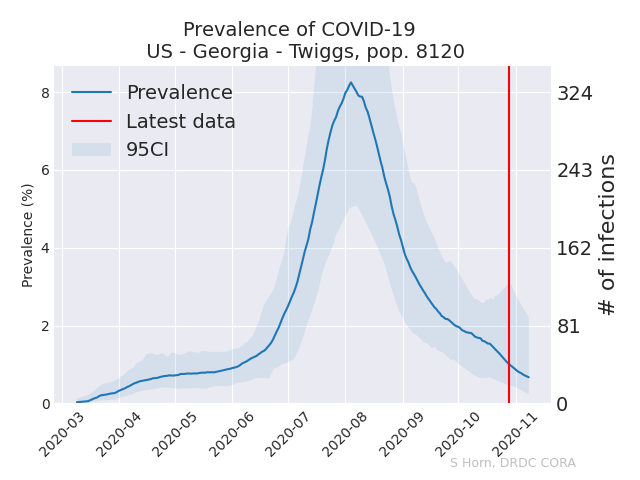 Prevalence of COVID-19
US - Georgia - Twiggs, pop. 8120
Prevalence
Latest data
95CI
Prevalence (%)
8
6
4
2
0
324
243
162
81
0
# of infections
2020-03
2020-04
2020-05
2020-06
2020-07
2020-08
2020-09
2020-10
2020-11
S Horn, DRDC CORA